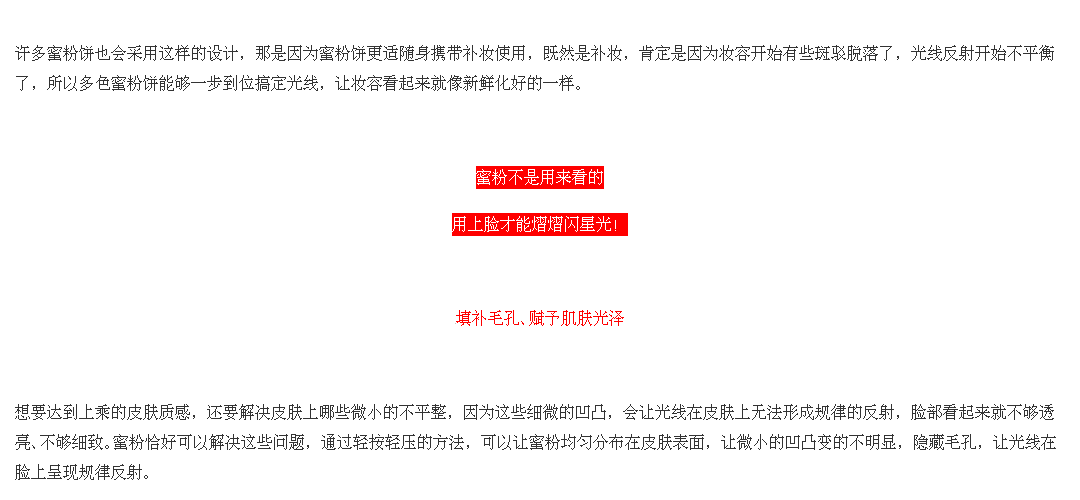 许多蜜粉饼也会采用这样的设计，那是因为蜜粉饼更适随身携带补妆使用，既然是补妆，肯定是因为妆容开始有些斑驳脱落了，光线反射开始不平衡
了，所以多色蜜粉饼能够一步到位搞定光线，让妆容看起来就像新鲜化好的一样。
蜜粉不是用来看的
用上脸才能熠熠闪星光！
填补毛孔、赋予肌肤光泽
想要达到上乘的皮肤质感，还要解决皮肤上哪些微小的不平整，因为这些细微的凹凸，会让光线在皮肤上无法形成规律的反射，脸部看起来就不够透
亮、不够细致。蜜粉恰好可以解决这些问题，通过轻按轻压的方法，可以让蜜粉均匀分布在皮肤表面，让微小的凹凸变的不明显，隐藏毛孔，让光线在
脸上呈现规律反射。